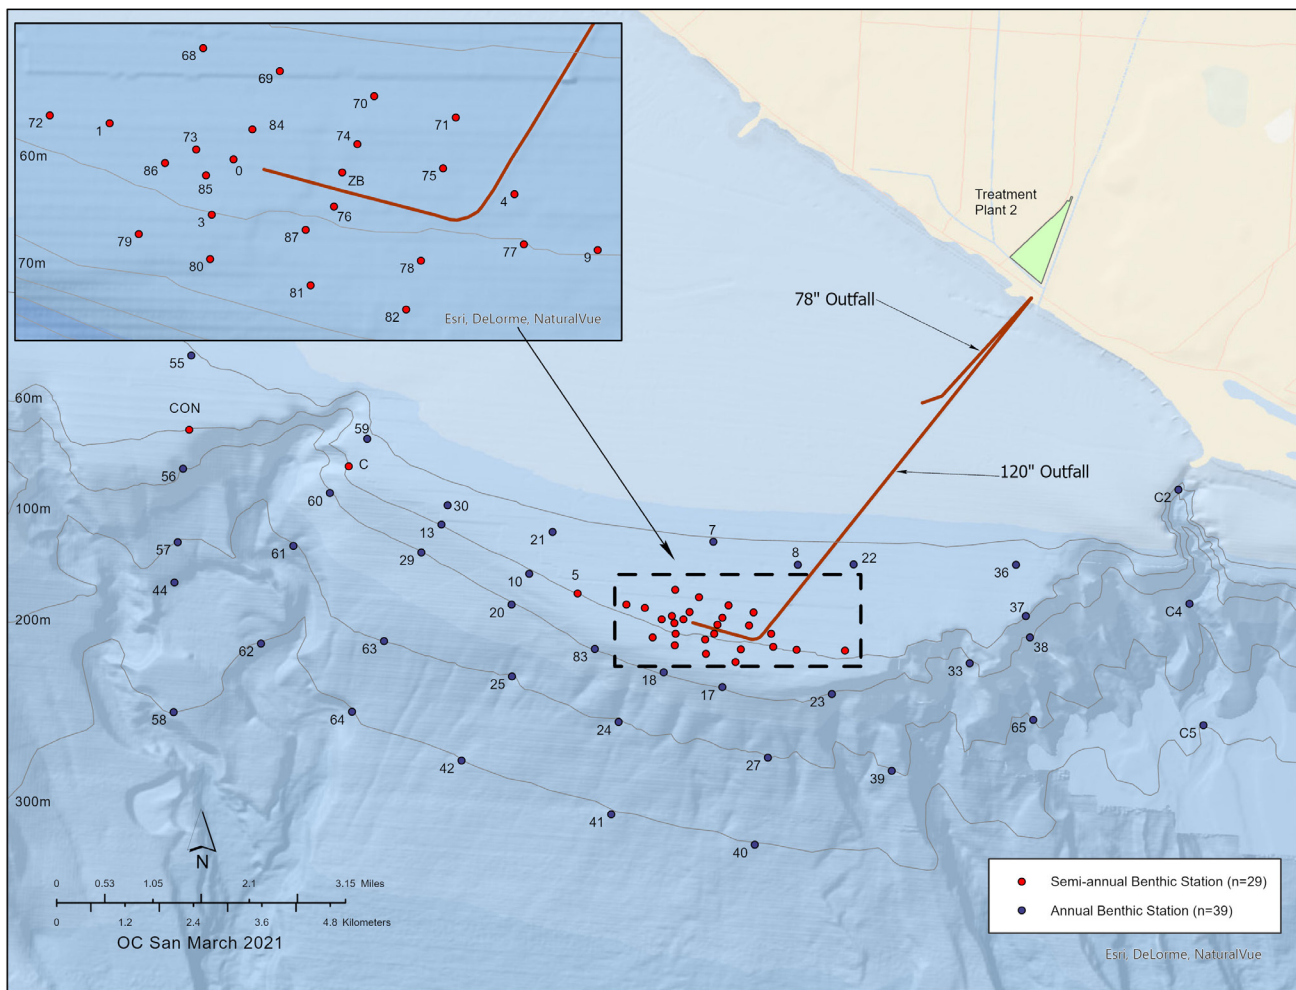 68
69
70
72
1
84
71
73
74
60m
86
0
75
85
ZB
4
3
76
79
87
77
9
80
78
70m
81
82
Esri, DeLorme, NaturalVue
Treatment
Plant 2
78" Outfall
120" Outfall
55
60m
CON
59
C
56
60
C2
100m
30
13
7
21
57
61
29
8
22
10
5
36
44
20
C4
200m
37
62
63
83
38
18
33
25
17
23
58
64
24
65
C5
42
27
39
300m
41
40
N
0 0.53 1.05 2.1 3.15 Miles
0 1.2 2.4 3.6 4.8 Kilometers
OC San March 2021
Semi-annual Benthic Station (n=29)
Annual Benthic Station (n=39)
Esri, DeLorme, NaturalVue